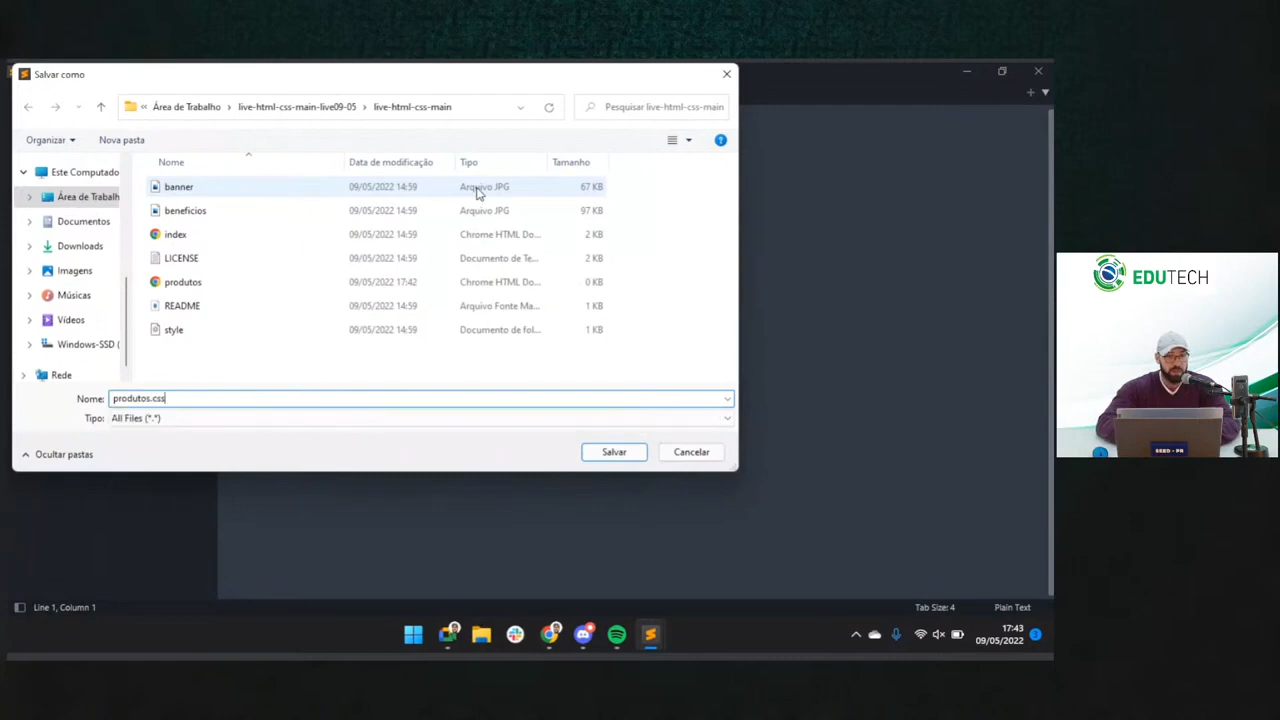 Salvar como
« Área de Trabalho > live-html-css-main-live09-05 > live-html-css-main
Pesquisar live-html-css-main
Organizar Nova pasta
Nome Data de modificação Tipo Tamanho
Este Computado
Área de Trabalh
Documentos
Downloads
Imagens
Músicas
Vídeos
Windows-SSD (
Rede
banner 09/05/2022 14:59 Arquivo JPG 67 KB
beneficios 09/05/2022 14:59 Arquivo JPG 97 KB
index 09/05/2022 14:59 Chrome HTML Do... 2 KB
LICENSE 09/05/2022 14:59 Documento de Te... 2 KB
produtos 09/05/2022 17:42 Chrome HTML Do... 0 KB
README 09/05/2022 14:59 Arquivo Fonte Ma... 1 KB
style 09/05/2022 14:59 Documento de fol... 1 KB
Nome: produtos.css
Tipo: All Files (*.*)
Ocultar pastas
Salvar Cancelar
EDUTECH
SEED - PR
Line 1, Column 1
Tab Size: 4 Plain Text
17:43
09/05/2022
3